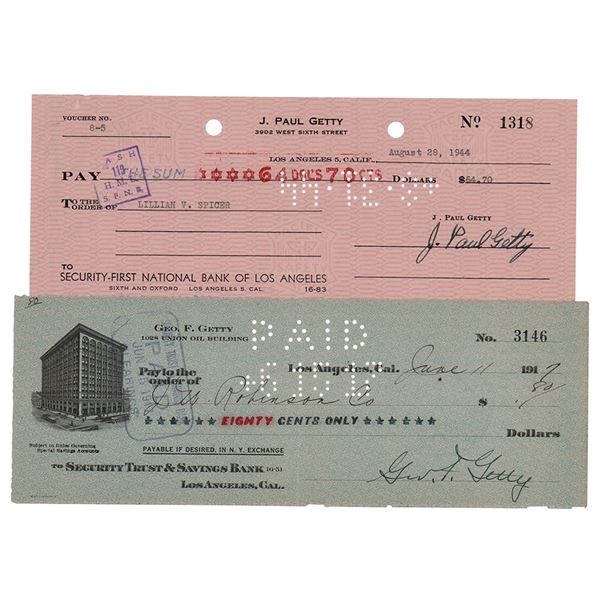 VOUCHER NO.
8-5
J. PAUL GETTY
3902 WEST SIXTH STREET
Nº 1318
LOS ANGELES 5, CALIF., August 28, 1944
A S H
118
H. M. L.
S. F. N. B.
PAY THE SUM ✡✡✡✡64 DOL'S 70 CTS DOLLARS $64.70
TO THE ORDER OF LILLIAN V. SPICER
J. PAUL GETTY
J. Paul Getty
TO
SECURITY-FIRST NATIONAL BANK OF LOS ANGELES
SIXTH AND OXFORD LOS ANGELES 5, CAL. 16-83
GEO. F. GETTY
1028 UNION OIL BUILDING
PAID
No. 3146
Los Angeles, Cal. June 11 1917
Pay to the order of J W Robinson Co $ .80
★★★★★ EIGHTY CENTS ONLY ★★★★★
Dollars
Subject to Rules Governing
Special Savings Accounts
PAYABLE IF DESIRED, IN N. Y. EXCHANGE
TO SECURITY TRUST & SAVINGS BANK 16-51
LOS ANGELES, CAL.
Geo. F. Getty